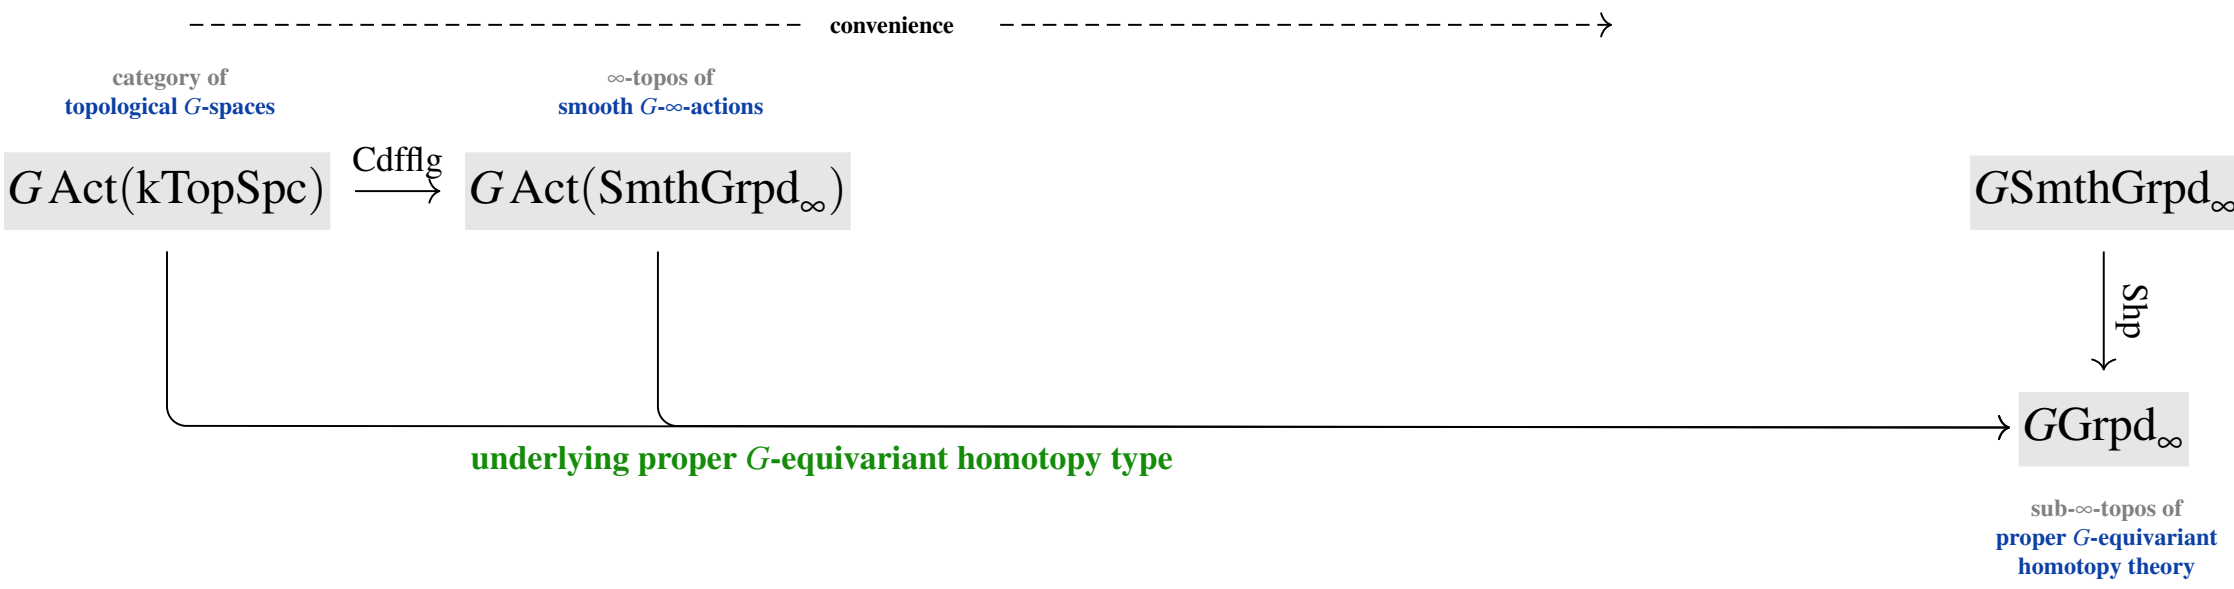 convenience
category of
topological G-spaces
∞-topos of
smooth G-∞-actions
G Act(kTopSpc)
Cdfflg
G Act(SmthGrpd∞)
GSmthGrpd∞
Shp
GGrpd∞
underlying proper G-equivariant homotopy type
sub-∞-topos of
proper G-equivariant
homotopy theory